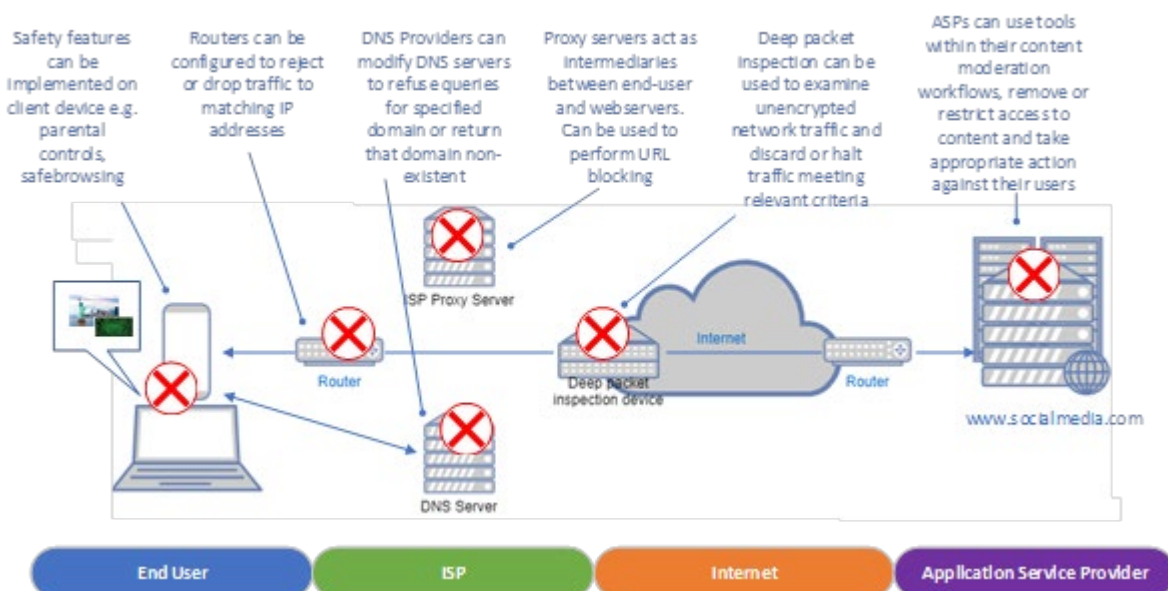 Safety features
can be
implemented on
client device e.g.
parental
controls,
safebrowsing
Routers can be
configured to reject
or drop traffic to
matching IP
addresses
DNS Providers can
modify DNS servers
to refuse queries
for specified
domain or return
that domain non-
existent
Proxy servers act as
intermediaries
between end-user
and webservers.
Can be used to
perform URL
blocking
Deep packet
inspection can be
used to examine
unencrypted
network traffic and
discard or halt
traffic meeting
relevant criteria
ASPs can use tools
within their content
moderation
workflows, remove or
restrict access to
content and take
appropriate action
against their users
ISP Proxy Server
Router
Deep packet
inspection device
Internet
Router
www.socialmedia.com
DNS Server
End User
ISP
Internet
Application Service Provider